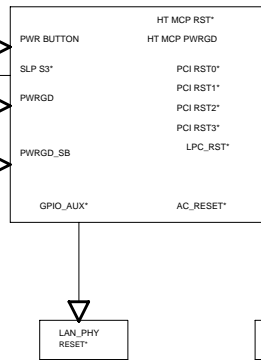 HT MCP RST*
PWR BUTTON HT MCP PWRGD
SLP S3* PCI RST0*
PCI RST1*
PWRGD
PCI RST2*
PCI RST3*
LPC_RST*
PWRGD_SB
GPIO_AUX* AC_RESET*
LAN_PHY
RESET*